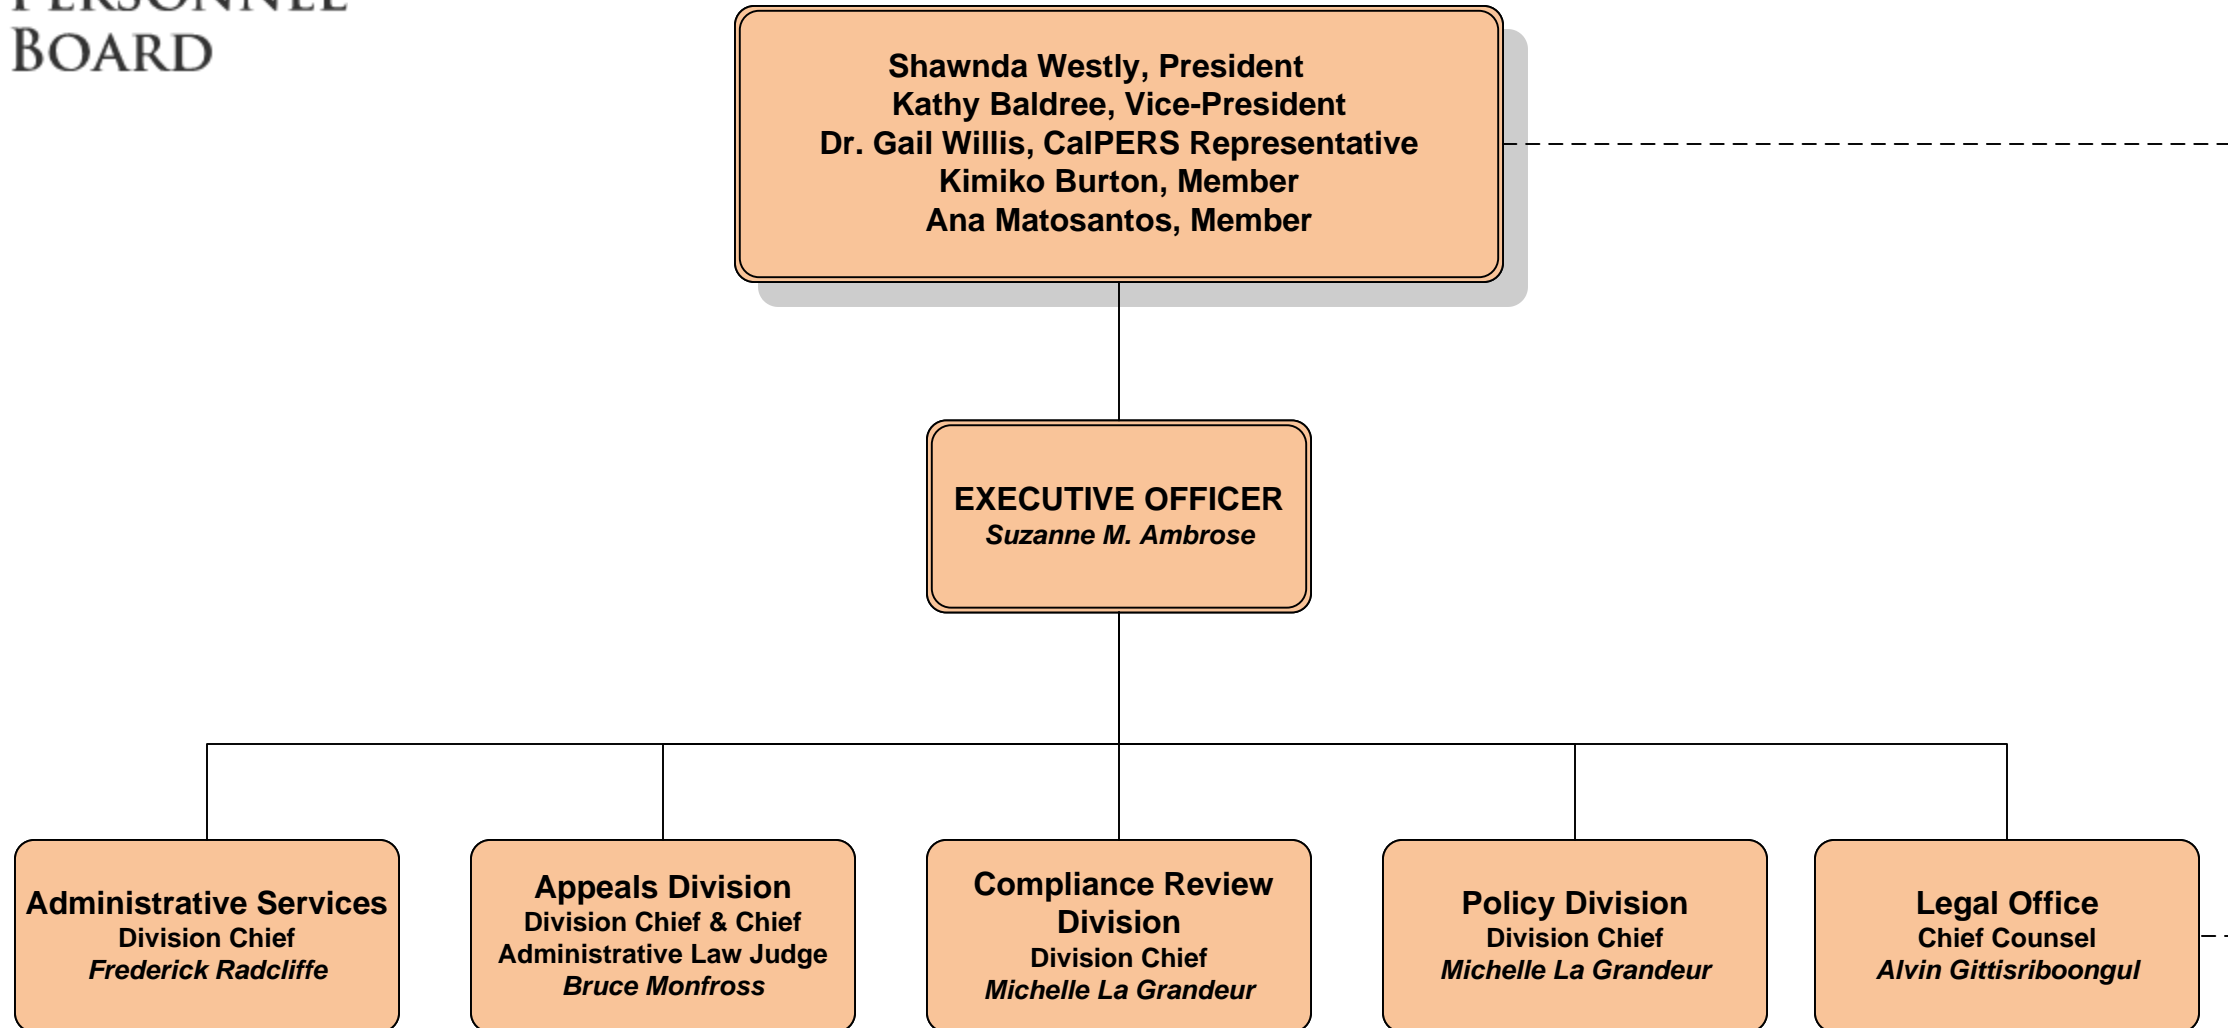 PERSONNEL
BOARD
Shawnda Westly, President
Kathy Baldree, Vice-President
Dr. Gail Willis, CalPERS Representative
Kimiko Burton, Member
Ana Matosantos, Member
EXECUTIVE OFFICER
Suzanne M. Ambrose
Administrative Services
Division Chief
Frederick Radcliffe
Appeals Division
Division Chief & Chief
Administrative Law Judge
Bruce Monfross
Compliance Review
Division
Division Chief
Michelle La Grandeur
Policy Division
Division Chief
Michelle La Grandeur
Legal Office
Chief Counsel
Alvin Gittisriboongul